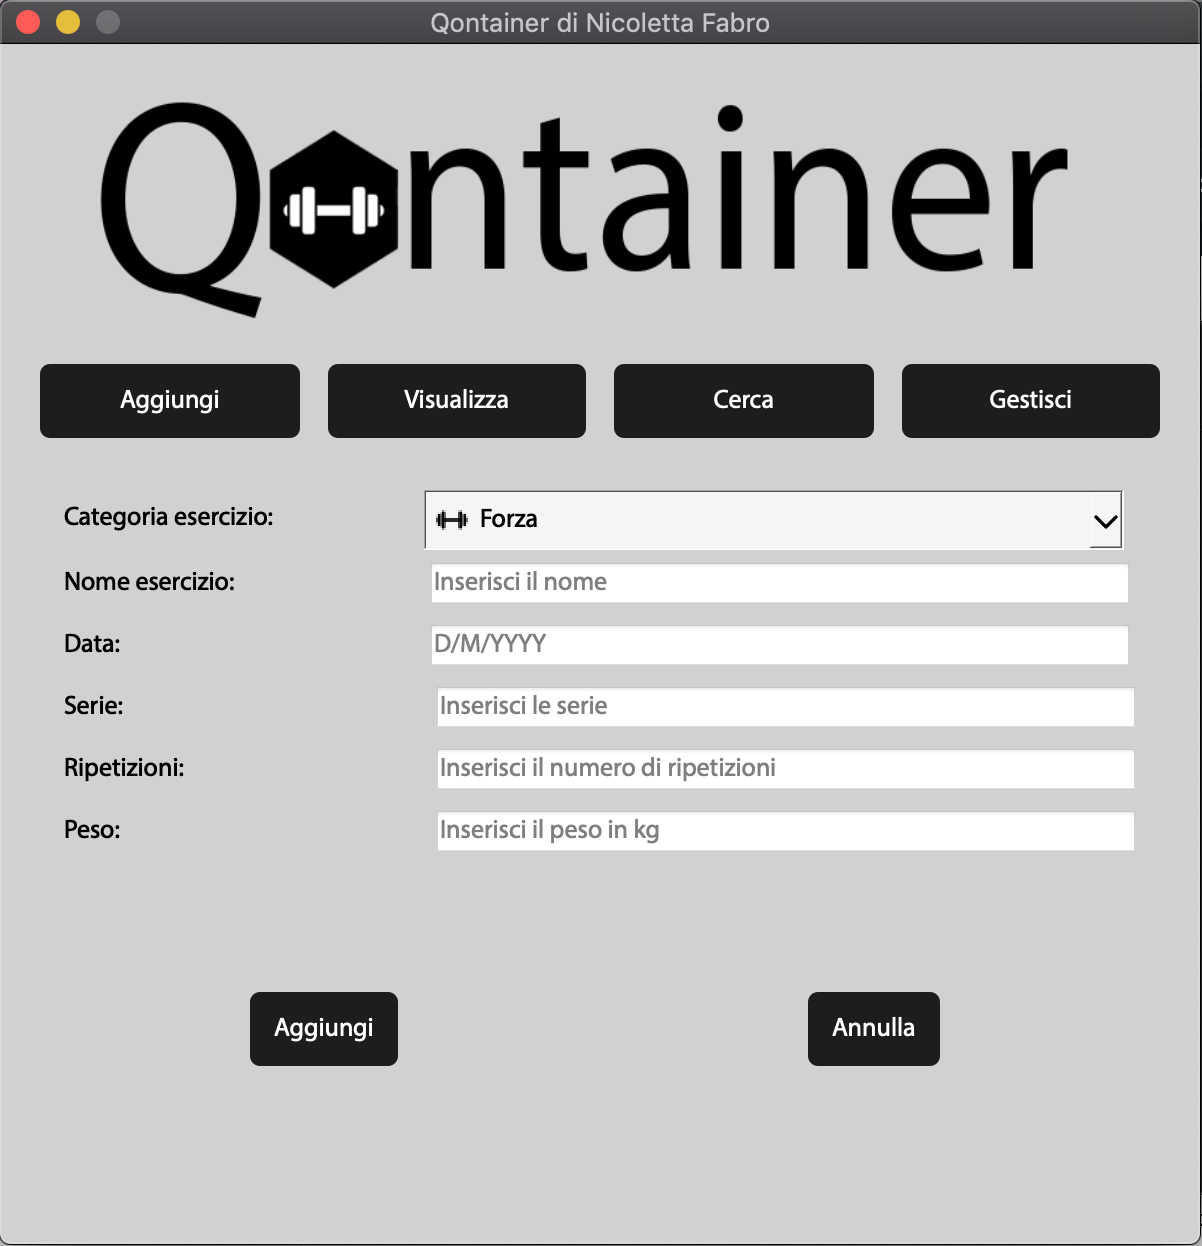 Qontainer di Nicoletta Fabro
Qontainer
Aggiungi Visualizza Cerca Gestisci
Categoria esercizio: Forza
Nome esercizio: Inserisci il nome
Data: D/M/YYYY
Serie: Inserisci le serie
Ripetizioni: Inserisci il numero di ripetizioni
Peso: Inserisci il peso in kg
Aggiungi Annulla